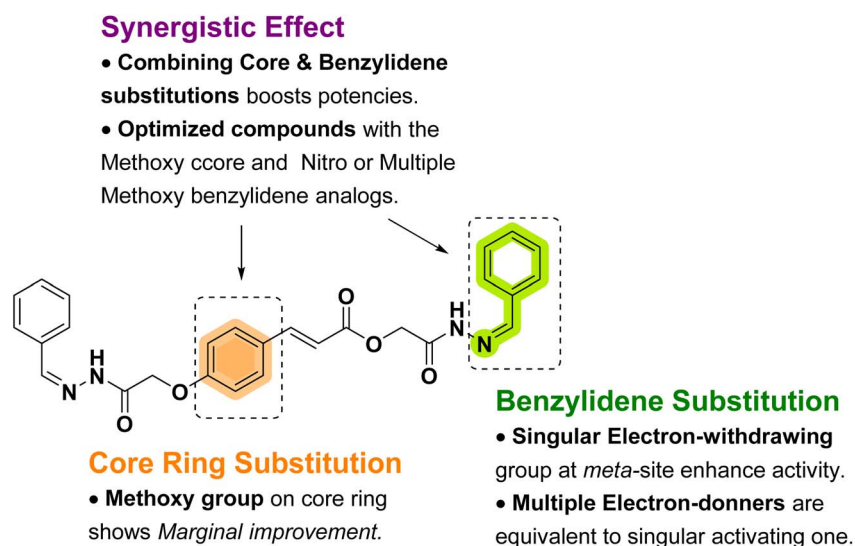 Synergistic Effect
• Combining Core & Benzylidene
substitutions boosts potencies.
• Optimized compounds with the
Methoxy ccore and Nitro or Multiple
Methoxy benzylidene analogs.
O
O
O
H
N
N
H
N
N
O
O
Core Ring Substitution
• Methoxy group on core ring
shows Marginal improvement.
Benzylidene Substitution
• Singular Electron-withdrawing
group at meta-site enhance activity.
• Multiple Electron-donners are
equivalent to singular activating one.